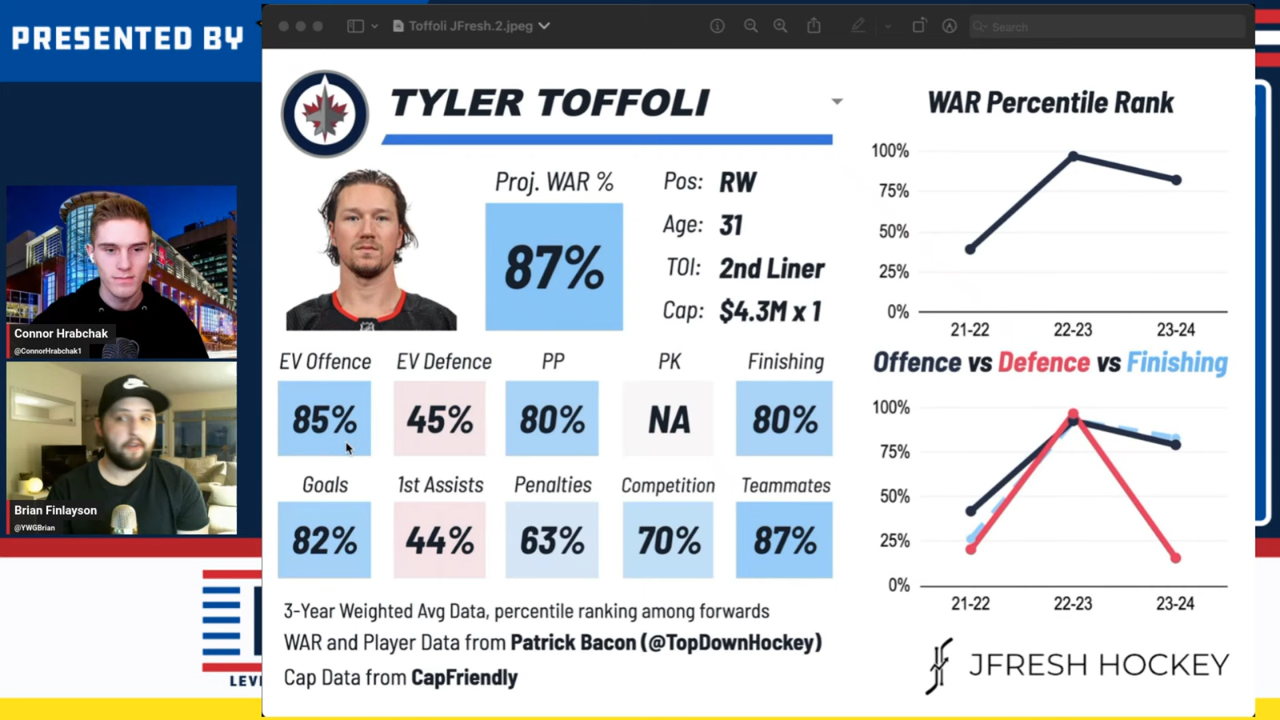 PRESENTED BY
Toffoli JFresh.2.jpeg
Search
TYLER TOFFOLI
Proj. WAR %
87%
Pos: RW
Age: 31
TOI: 2nd Liner
Cap: $4.3M x 1
EV Offence EV Defence PP PK Finishing
85% 45% 80% NA 80%
Goals 1st Assists Penalties Competition Teammates
82% 44% 63% 70% 87%
3-Year Weighted Avg Data, percentile ranking among forwards
WAR and Player Data from Patrick Bacon (@TopDownHockey)
Cap Data from CapFriendly
WAR Percentile Rank
100%
75%
50%
25%
0%
21-22 22-23 23-24
Offence vs Defence vs Finishing
100%
75%
50%
25%
0%
21-22 22-23 23-24
JFRESH HOCKEY
Connor Hrabchak
@ConnorHrabchak1
Brian Finlayson
@YWGBrian
LEV